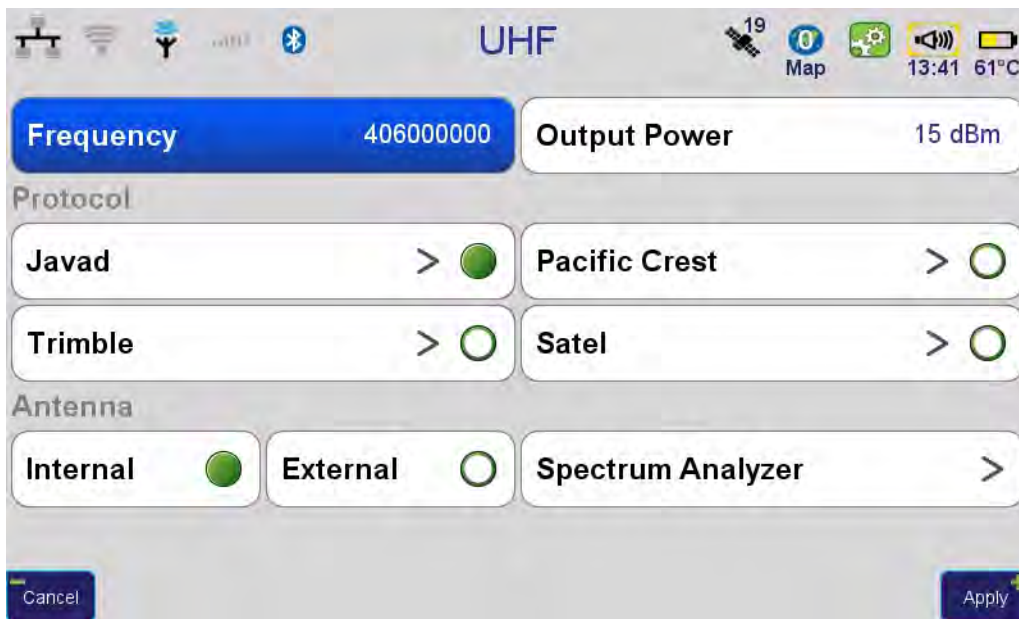 UHF
19
0
Map
13:41 61°C
Frequency 406000000 Output Power 15 dBm
Protocol
Javad > Pacific Crest >
Trimble > Satel >
Antenna
Internal External Spectrum Analyzer >
Cancel Apply